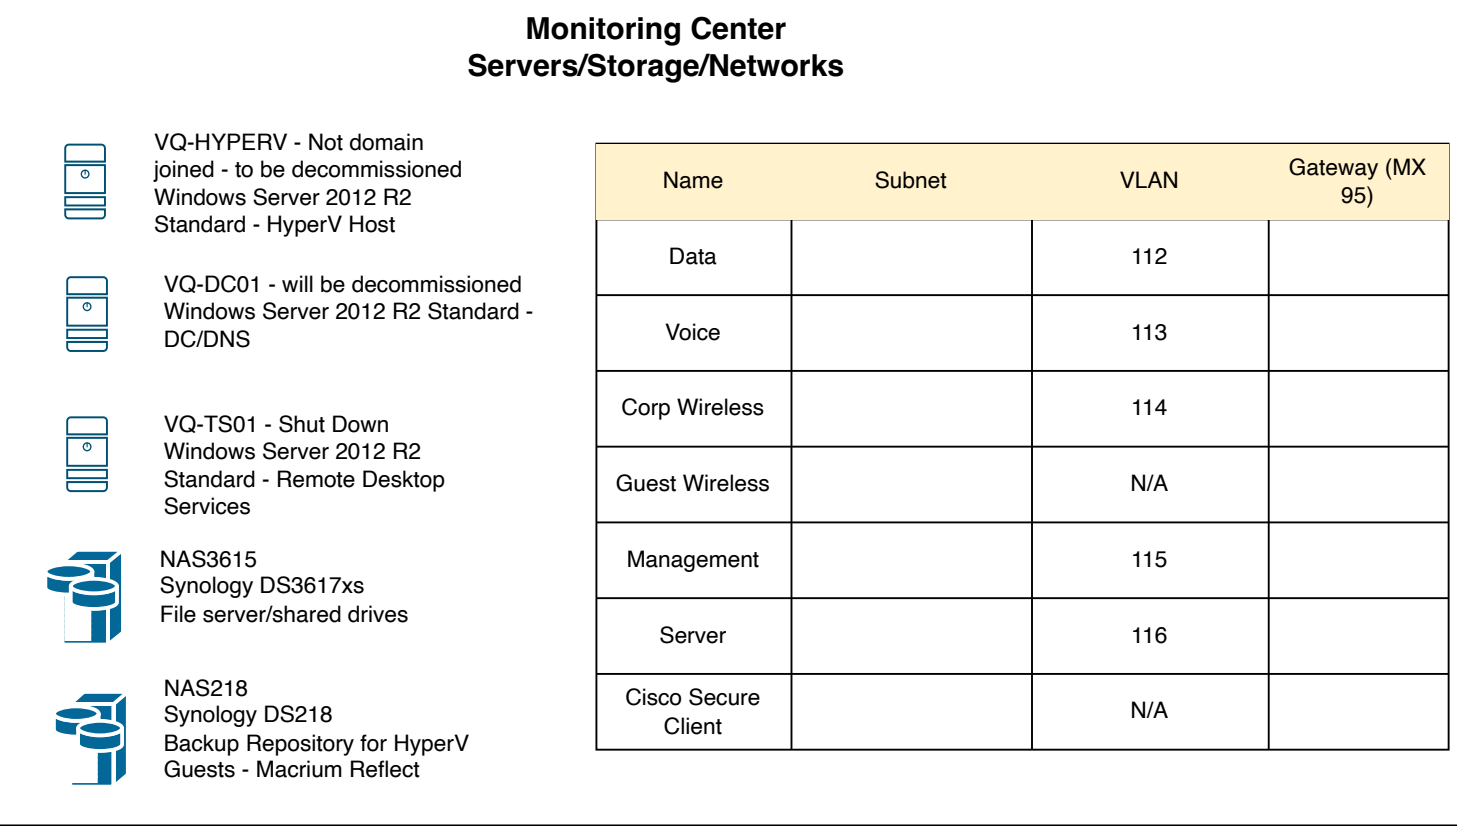 Monitoring Center
Servers/Storage/Networks
VQ-HYPERV - Not domain
joined - to be decommissioned
Windows Server 2012 R2
Standard - HyperV Host
VQ-DC01 - will be decommissioned
Windows Server 2012 R2 Standard -
DC/DNS
VQ-TS01 - Shut Down
Windows Server 2012 R2
Standard - Remote Desktop
Services
NAS3615
Synology DS3617xs
File server/shared drives
NAS218
Synology DS218
Backup Repository for HyperV
Guests - Macrium Reflect
Name Subnet VLAN Gateway (MX
95)
Data 112
Voice 113
Corp Wireless 114
Guest Wireless N/A
Management 115
Server 116
Cisco Secure
Client N/A